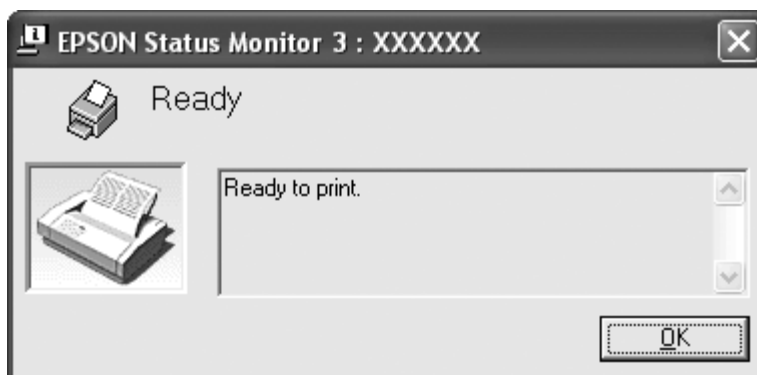 EPSON Status Monitor 3 : XXXXXX
Ready
Ready to print.
OK